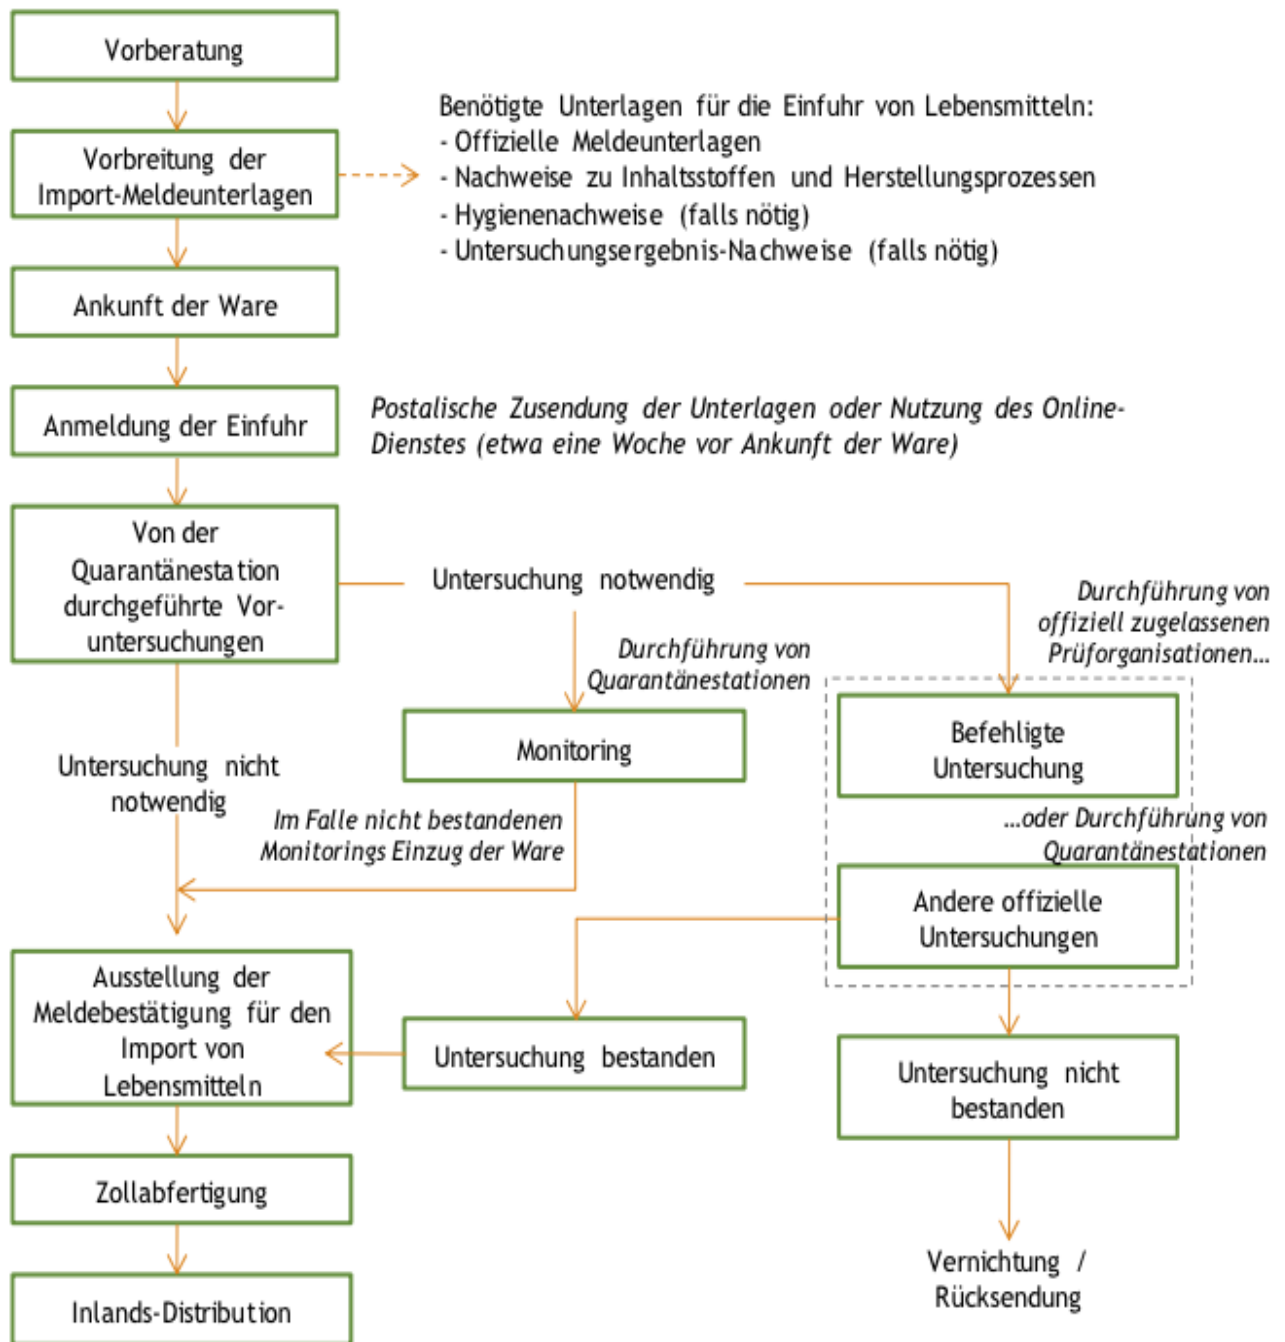 Vorberatung
Benötigte Unterlagen für die Einfuhr von Lebensmitteln:
- Offizielle Meldeunterlagen
- Nachweise zu Inhaltsstoffen und Herstellungsprozessen
- Hygienenachweise (falls nötig)
- Untersuchungsergebnis-Nachweise (falls nötig)
Vorbreitung der
Import-Meldeunterlagen
Ankunft der Ware
Anmeldung der Einfuhr
Postalische Zusendung der Unterlagen oder Nutzung des Online-
Dienstes (etwa eine Woche vor Ankunft der Ware)
Von der
Quarantänestation
durchgeführte Vor-
untersuchungen
Untersuchung notwendig
Durchführung von
offiziell zugelassenen
Prüforganisationen...
Durchführung von
Quarantänestationen
Monitoring
Befehligte
Untersuchung
Untersuchung nicht
notwendig
Im Falle nicht bestandenen
Monitorings Einzug der Ware
...oder Durchführung von
Quarantänestationen
Andere offizielle
Untersuchungen
Ausstellung der
Meldebestätigung für den
Import von
Lebensmitteln
Untersuchung bestanden
Untersuchung nicht
bestanden
Zollabfertigung
Inlands-Distribution
Vernichtung /
Rücksendung